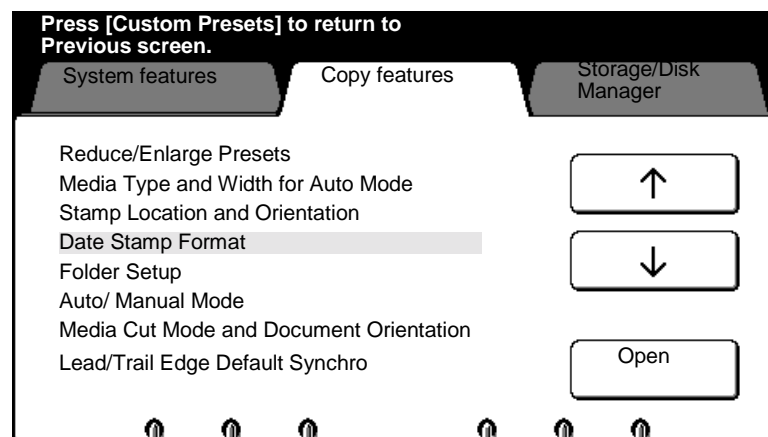 Press [Custom Presets] to return to
Previous screen.
System features
Copy features
Storage/Disk
Manager
Reduce/Enlarge Presets
Media Type and Width for Auto Mode
Stamp Location and Orientation
Date Stamp Format
Folder Setup
Auto/ Manual Mode
Media Cut Mode and Document Orientation
Lead/Trail Edge Default Synchro
↑
↓
Open